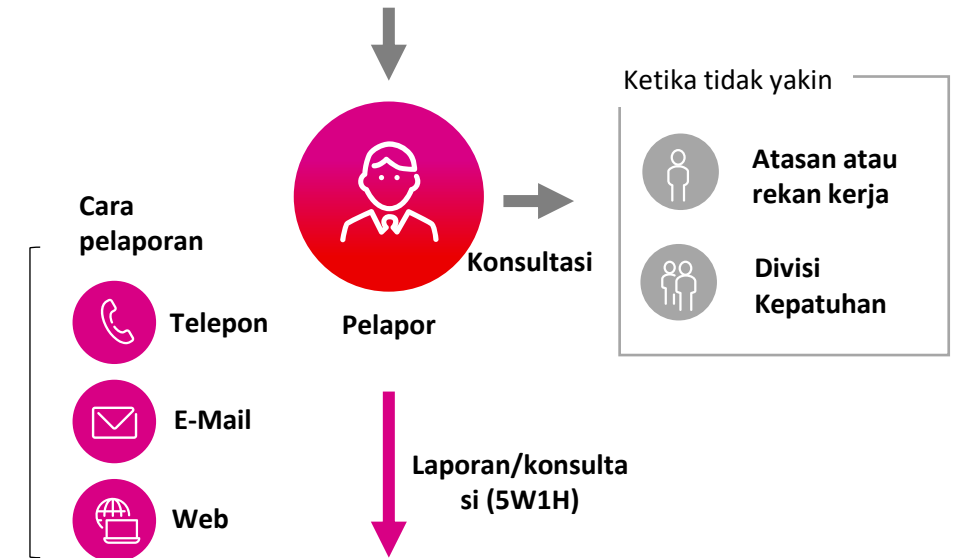 Ketika tidak yakin
Atasan atau
rekan kerja
Divisi
Kepatuhan
Konsultasi
Pelapor
Cara
pelaporan
Telepon
E-Mail
Web
Laporan/konsulta
si (5W1H)